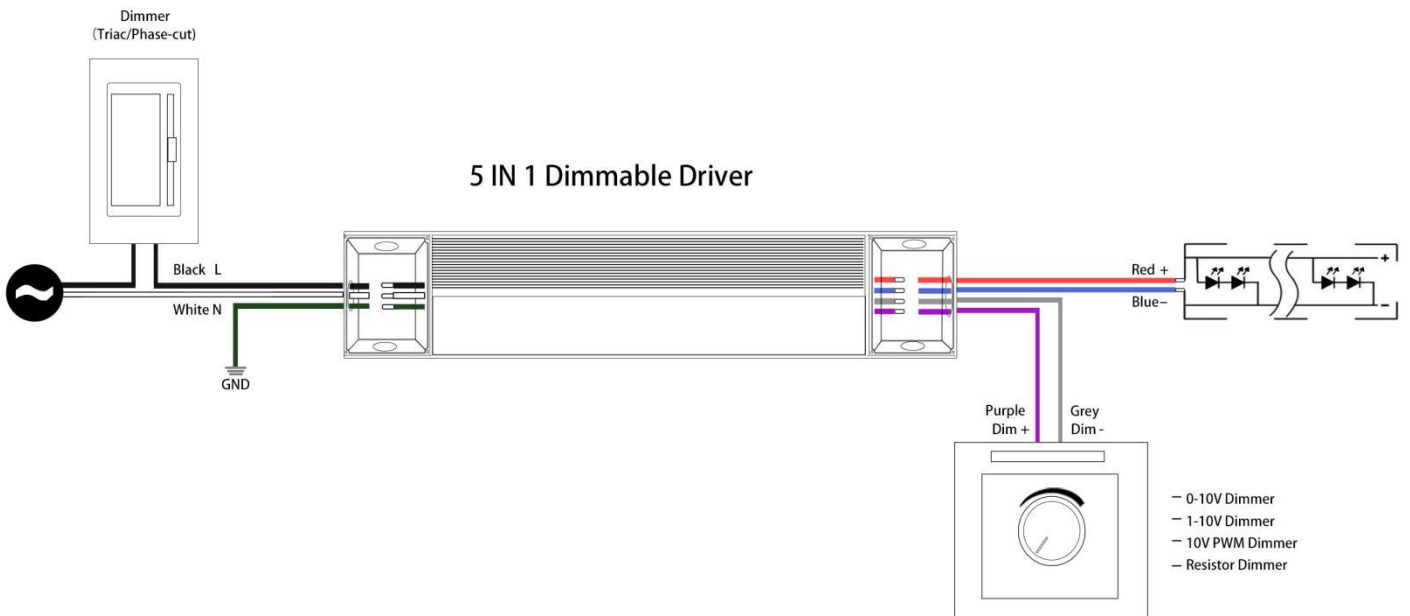 Dimmer
(Triac/Phase-cut)
5 IN 1 Dimmable Driver
Black L
White N
GND
Red +
Blue−
+
−
Purple
Dim +
Grey
Dim -
− 0-10V Dimmer
− 1-10V Dimmer
− 10V PWM Dimmer
− Resistor Dimmer